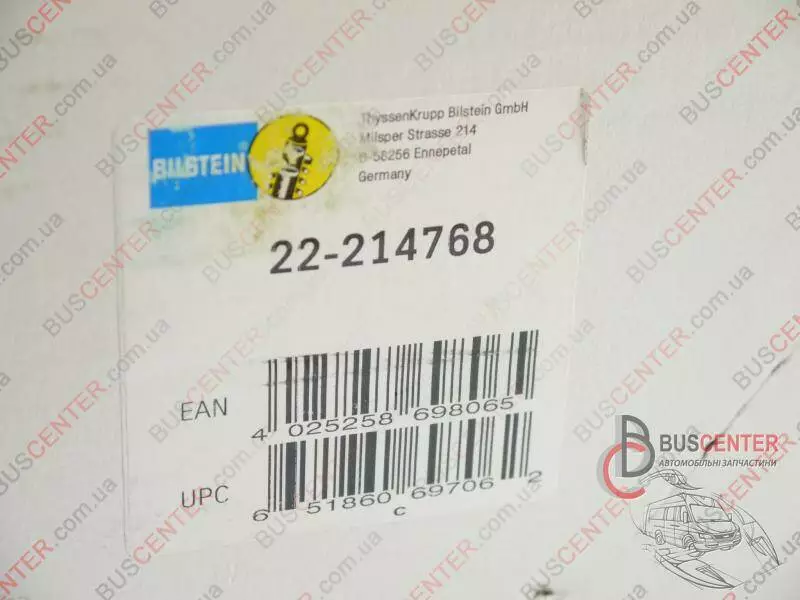 ThyssenKrupp Bilstein GmbH
Milsper Strasse 214
D-58256 Ennepetal
Germany
BILSTEIN
22-214768
EAN
4 025258 698065
UPC
6 51860 69706 2
c
BUSCENTER
АВТОМОБІЛЬНІ ЗАПЧАСТИНИ
BUSCENTER.com.ua